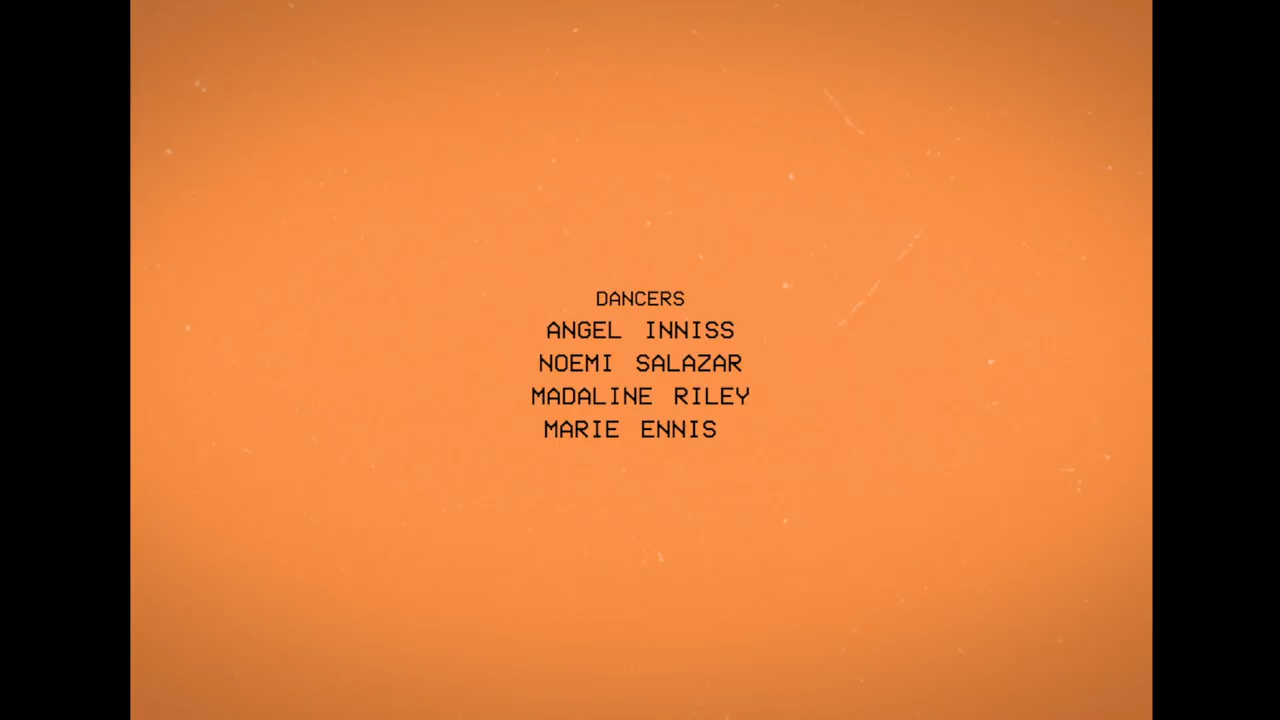 DANCERS
ANGEL INNISS
NOEMI SALAZAR
MADALINE RILEY
MARIE ENNIS